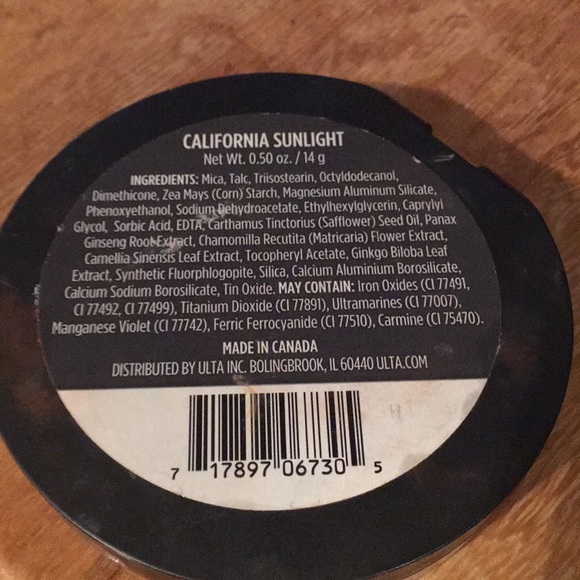 CALIFORNIA SUNLIGHT
Net Wt. 0.50 oz. / 14 g
INGREDIENTS: Mica, Talc, Triisostearin, Octyldodecanol,
Dimethicone, Zea Mays (Corn) Starch, Magnesium Aluminum Silicate,
Phenoxyethanol, Sodium Dehydroacetate, Ethylhexylglycerin, Caprylyl
Glycol, Sorbic Acid, EDTA, Carthamus Tinctorius (Safflower) Seed Oil, Panax
Ginseng Root Extract, Chamomilla Recutita (Matricaria) Flower Extract,
Camellia Sinensis Leaf Extract, Tocopheryl Acetate, Ginkgo Biloba Leaf
Extract, Synthetic Fluorphlogopite, Silica, Calcium Aluminum Borosilicate,
Calcium Sodium Borosilicate, Tin Oxide. MAY CONTAIN: Iron Oxides (CI 77491,
CI 77492, CI 77499), Titanium Dioxide (CI 77891), Ultramarines (CI 77007),
Manganese Violet (CI 77742), Ferric Ferrocyanide (CI 77510), Carmine (CI 75470).
MADE IN CANADA
DISTRIBUTED BY ULTA INC. BOLINGBROOK, IL 60440 ULTA.COM
7 17897 06730 5